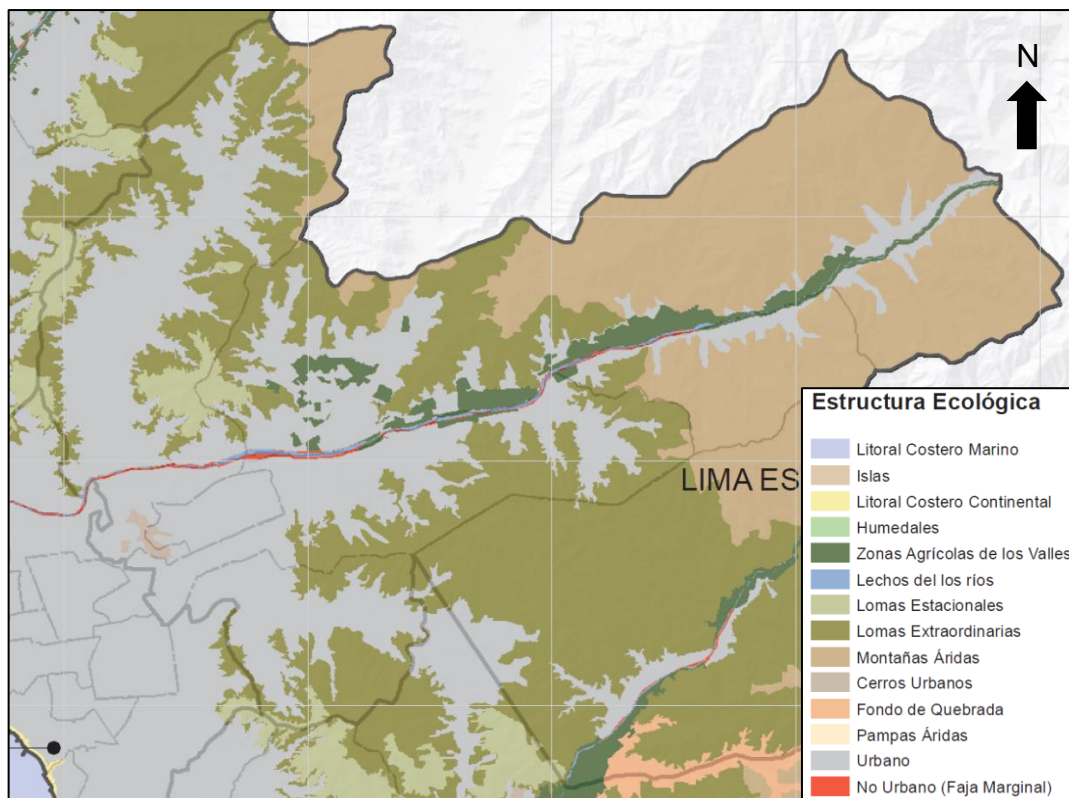 N
LIMA ES
Estructura Ecológica
Litoral Costero Marino
Islas
Litoral Costero Continental
Humedales
Zonas Agrícolas de los Valles
Lechos del los ríos
Lomas Estacionales
Lomas Extraordinarias
Montañas Áridas
Cerros Urbanos
Fondo de Quebrada
Pampas Áridas
Urbano
No Urbano (Faja Marginal)